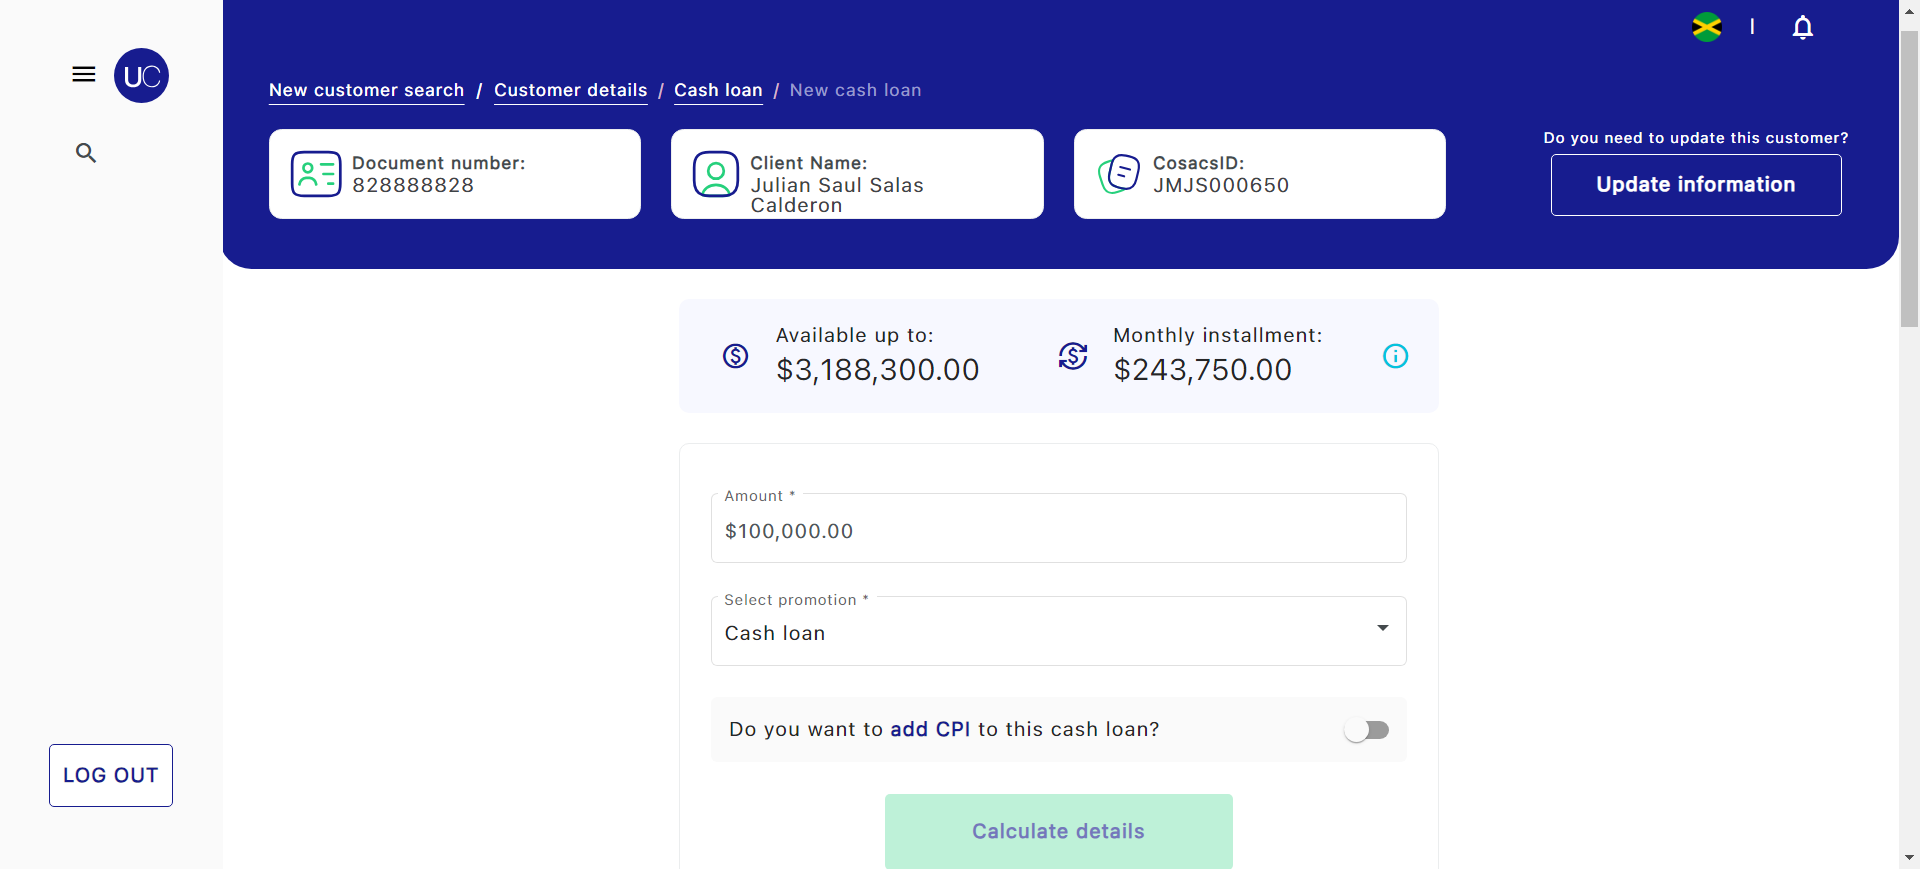 UC
New customer search / Customer details / Cash loan / New cash loan
Document number:
828888828
Client Name:
Julian Saul Salas
Calderon
CosacsID:
JMJS000650
Do you need to update this customer?
Update information
Available up to:
$3,188,300.00
Monthly installment:
$243,750.00
Amount *
$100,000.00
Select promotion *
Cash loan
Do you want to add CPI to this cash loan?
LOG OUT
Calculate details